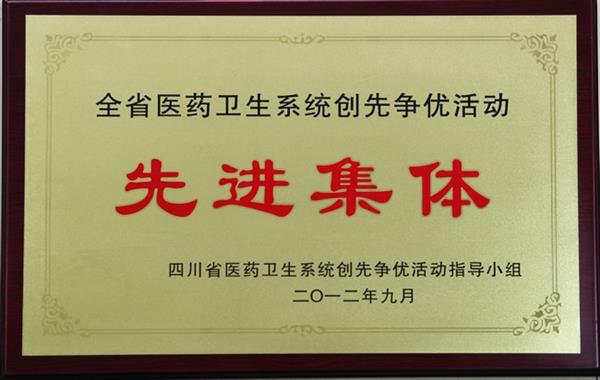 全省医药卫生系统创先争优活动
先进集体
四川省医药卫生系统创先争优活动指导小组
二〇一二年九月